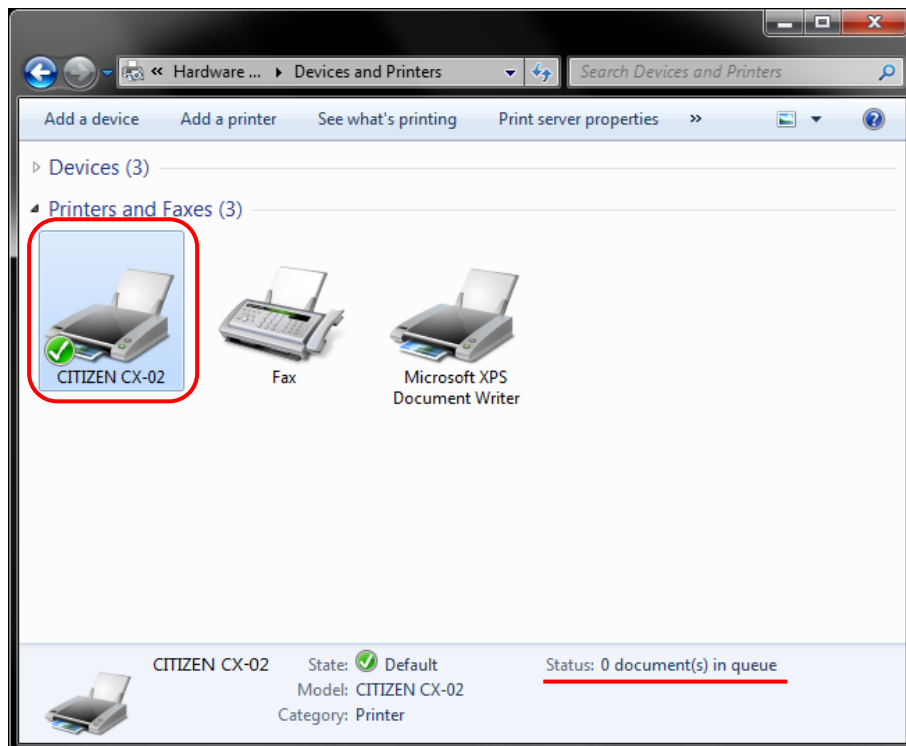 « Hardware ... ▸ Devices and Printers Search Devices and Printers
Add a device Add a printer See what's printing Print server properties »
Devices (3)
Printers and Faxes (3)
CITIZEN CX-02 Fax Microsoft XPS
Document Writer
CITIZEN CX-02 State: Default Status: 0 document(s) in queue
Model: CITIZEN CX-02
Category: Printer